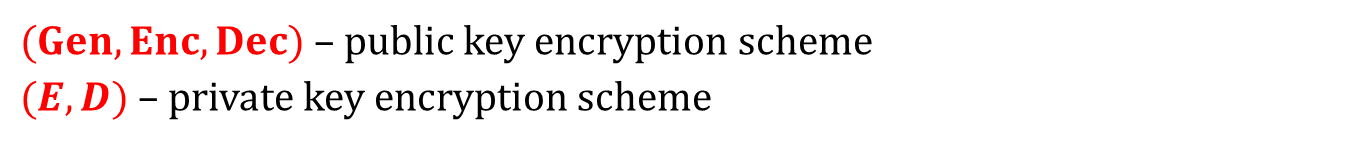 (Gen, Enc, Dec) – public key encryption scheme
(E, D) – private key encryption scheme